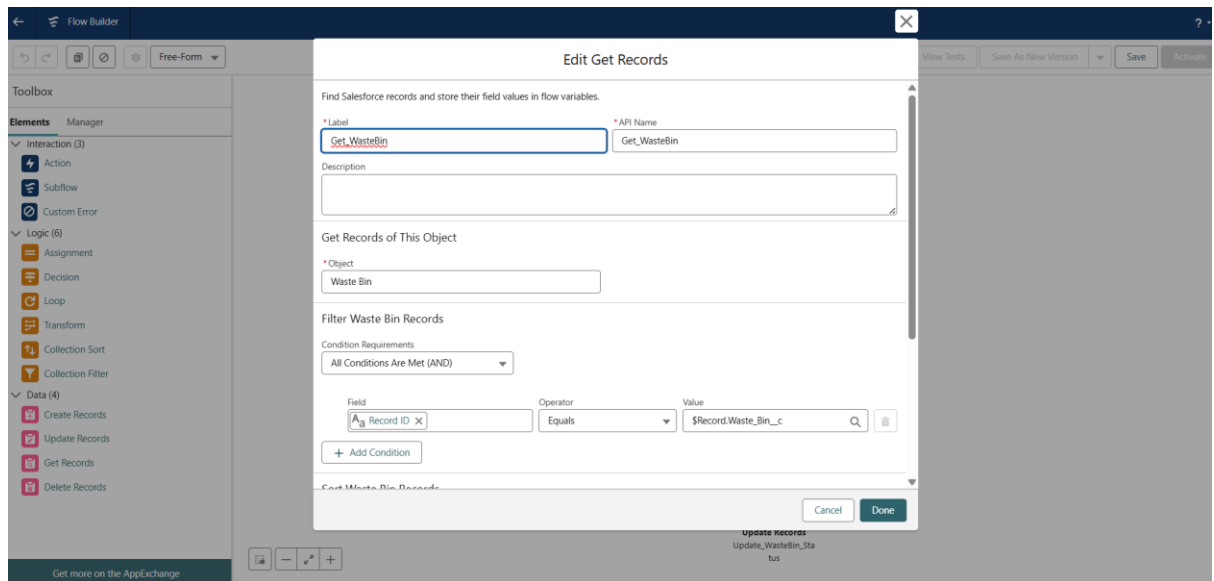 Flow Builder
?
Free-Form
View Tests
Save As New Version
Save
Activate
Toolbox
Elements Manager
Interaction (3)
Action
Subflow
Custom Error
Logic (6)
Assignment
Decision
Loop
Transform
Collection Sort
Collection Filter
Data (4)
Create Records
Update Records
Get Records
Delete Records
Get more on the AppExchange
Edit Get Records
Find Salesforce records and store their field values in flow variables.
* Label * API Name
Get_WasteBin Get_WasteBin
Description
Get Records of This Object
* Object
Waste Bin
Filter Waste Bin Records
Condition Requirements
All Conditions Are Met (AND)
Field Operator Value
Aa Record ID Equals $Record.Waste_Bin__c
+ Add Condition
Sort Waste Bin Records
Cancel Done
Update Records
Update_WasteBin_Sta
tus